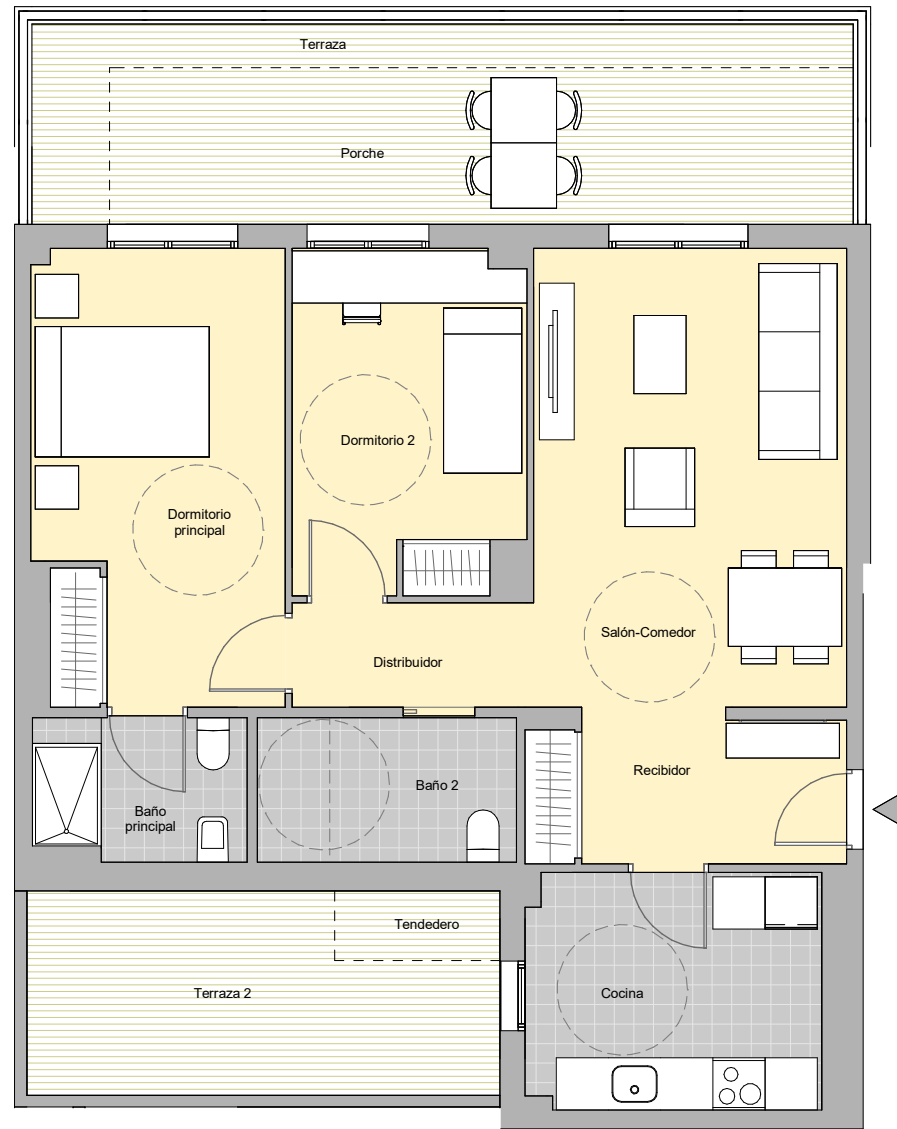 Terraza
Porche
Dormitorio 2
Dormitorio
principal
Salón-Comedor
Distribuidor
Recibidor
Baño 2
Baño
principal
Tendedero
Terraza 2
Cocina